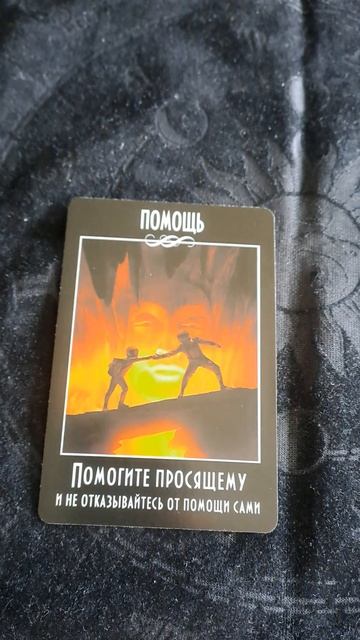 ПОМОЩЬ
ПОМОГИТЕ ПРОСЯЩЕМУ
И НЕ ОТКАЗЫВАЙТЕСЬ ОТ ПОМОЩИ САМИ